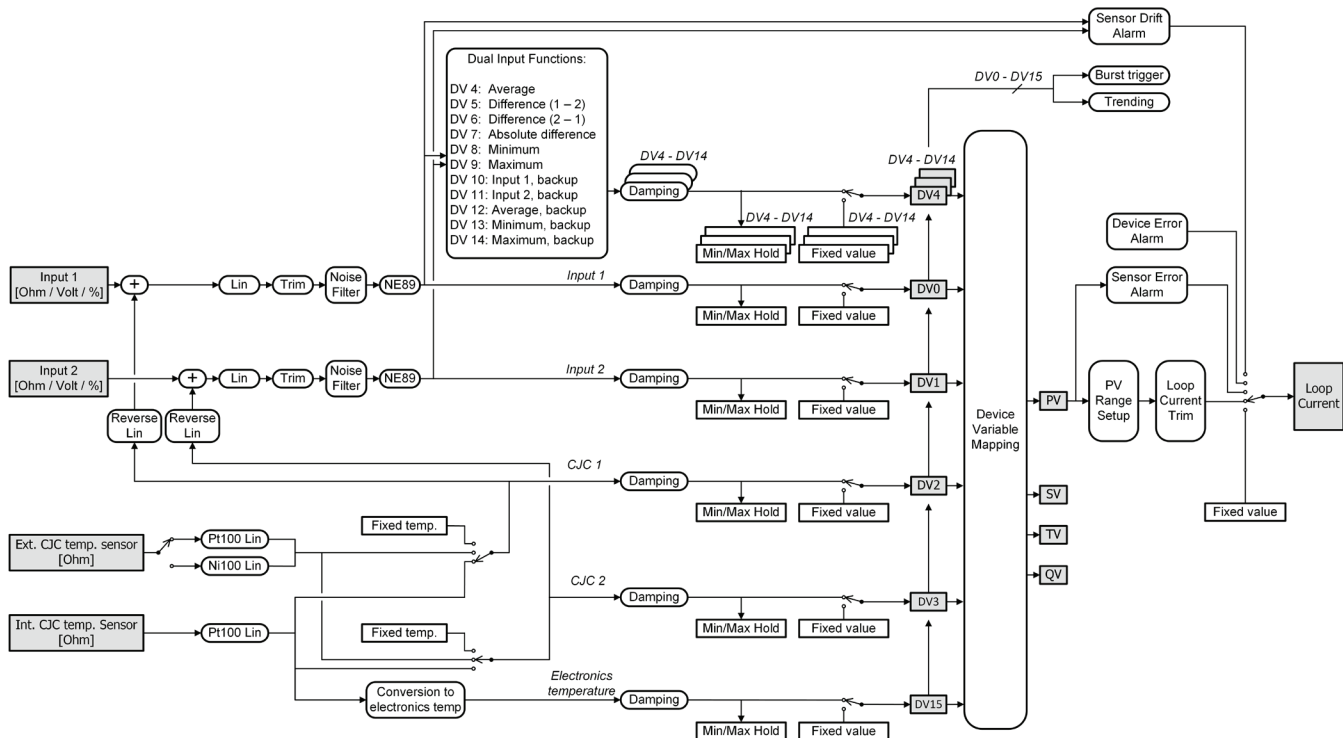 Sensor Drift
Alarm
Dual Input Functions:
DV 4: Average
DV 5: Difference (1 – 2)
DV 6: Difference (2 – 1)
DV 7: Absolute difference
DV 8: Minimum
DV 9: Maximum
DV 10: Input 1, backup
DV 11: Input 2, backup
DV 12: Average, backup
DV 13: Minimum, backup
DV 14: Maximum, backup
DV0 - DV15
Burst trigger
Trending
DV4 - DV14
Damping
DV4 - DV14
DV4
DV4 - DV14
Min/Max Hold
DV4 - DV14
Fixed value
Device Error
Alarm
Input 1
[Ohm / Volt / %]
+
Lin
Trim
Noise
Filter
NE89
Input 1
Damping
Min/Max Hold
Fixed value
DV0
Sensor Error
Alarm
Input 2
[Ohm / Volt / %]
+
Lin
Trim
Noise
Filter
NE89
Input 2
Damping
Min/Max Hold
Fixed value
DV1
Device
Variable
Mapping
PV
PV
Range
Setup
Loop
Current
Trim
Loop
Current
Reverse
Lin
Reverse
Lin
CJC 1
Damping
Min/Max Hold
Fixed value
DV2
SV
TV
QV
Fixed value
Ext. CJC temp. sensor
[Ohm]
Pt100 Lin
Ni100 Lin
Fixed temp.
CJC 2
Damping
Min/Max Hold
Fixed value
DV3
Int. CJC temp. Sensor
[Ohm]
Pt100 Lin
Fixed temp.
Conversion to
electronics temp
Electronics
temperature
Damping
Min/Max Hold
Fixed value
DV15